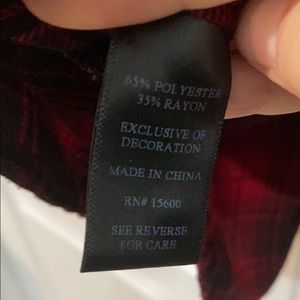 65% POLYESTER
35% RAYON
EXCLUSIVE OF
DECORATION
MADE IN CHINA
RN# 15600
SEE REVERSE
FOR CARE